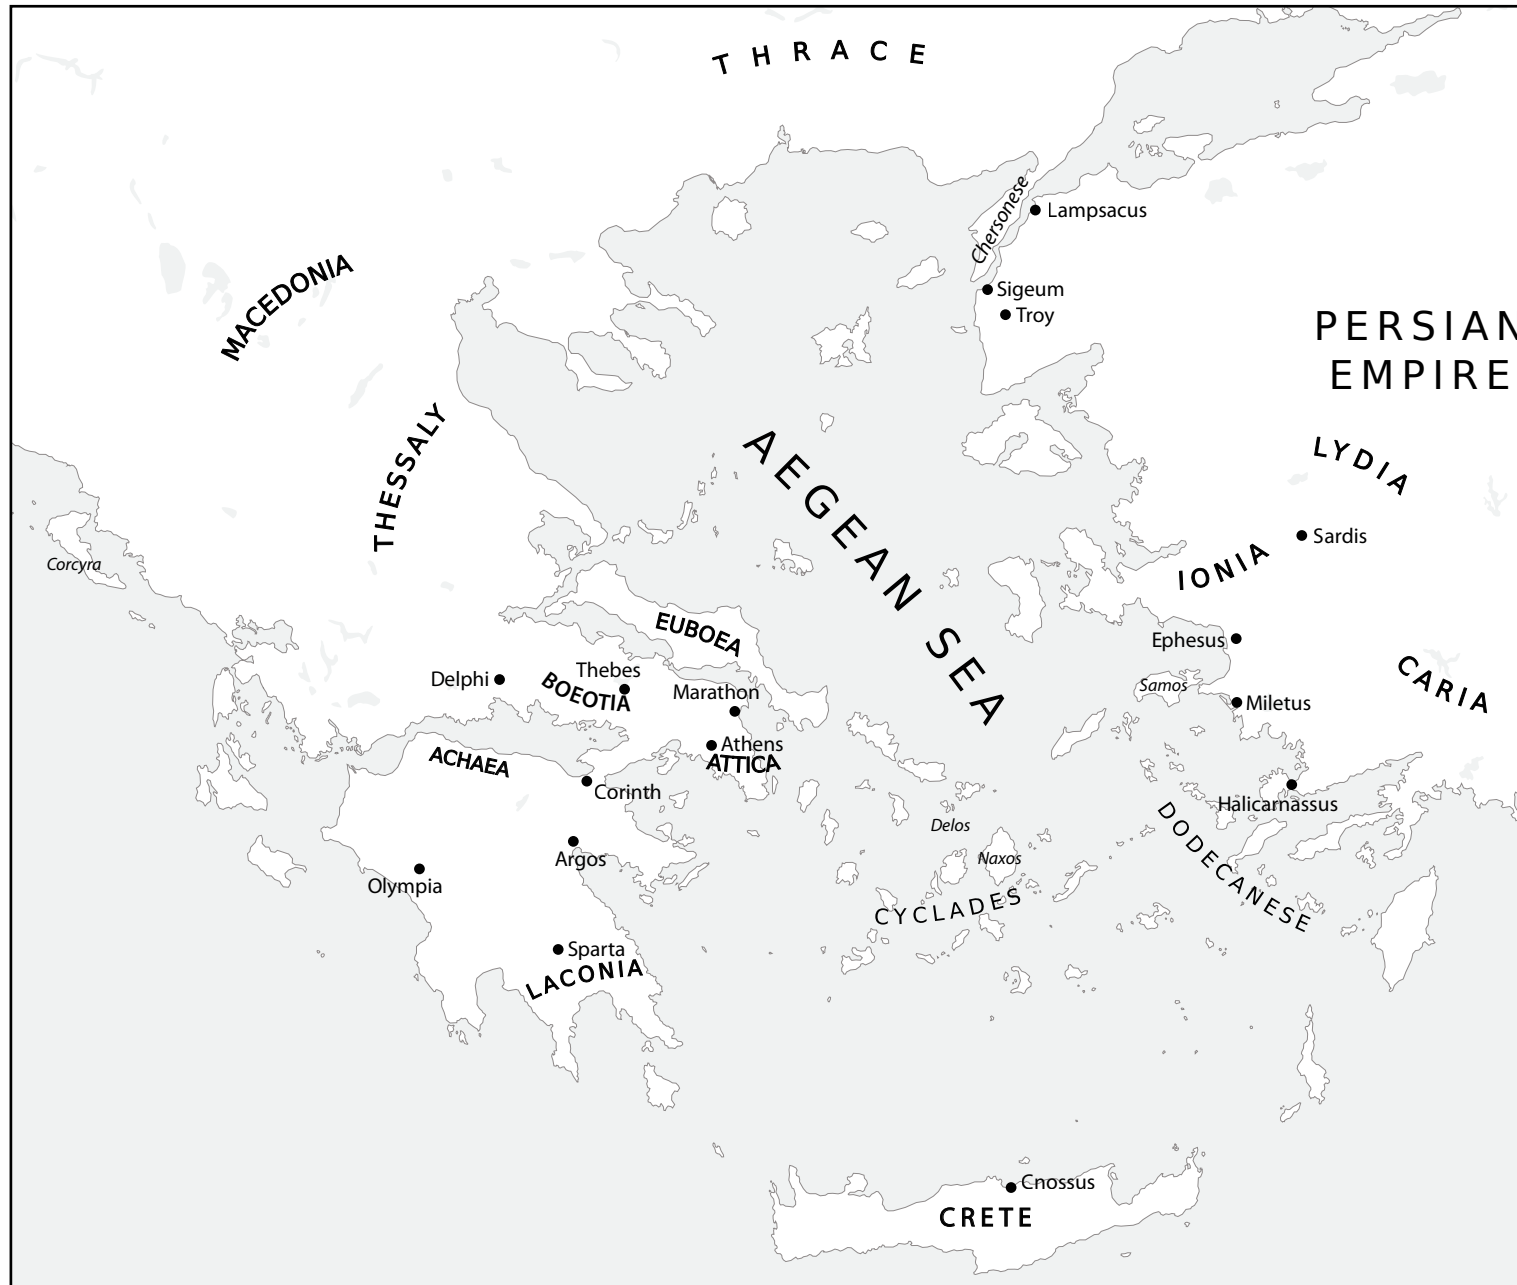 THRACE
Chersonese
Lampsacus
MACEDONIA
Sigeum
Troy
PERSIAN
EMPIRE
THESSALY
AEGEAN SEA
LYDIA
Sardis
Corcyra
IONIA
EUBOEA
Ephesus
Delphi
Thebes
BOEOTIA
Marathon
Samos
CARIA
Miletus
Athens
ATTICA
ACHAEA
Corinth
Halicarnassus
Delos
DODECANESE
Argos
Naxos
Olympia
CYCLADES
Sparta
LACONIA
Cnossus
CRETE